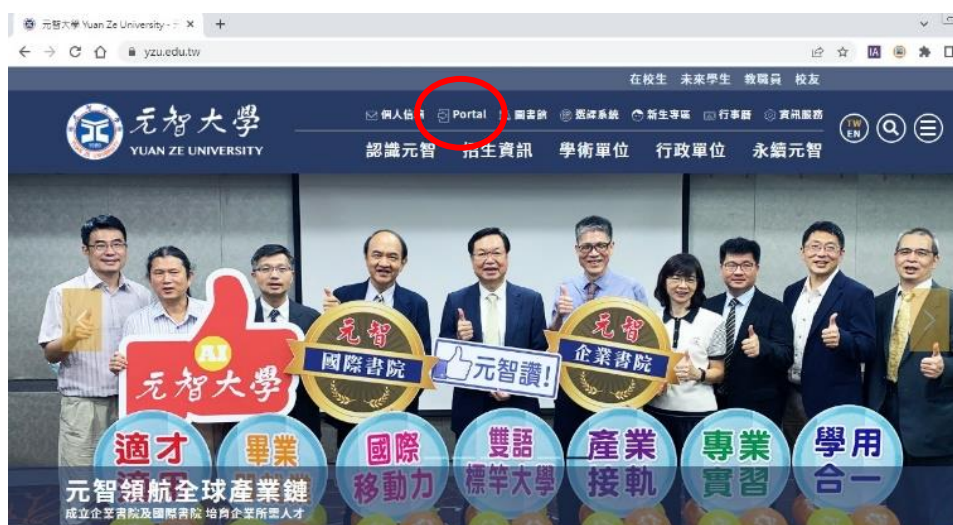 元智大學 Yuan Ze University -
yzu.edu.tw
在校生 未來學生 教職員 校友
元智大學
YUAN ZE UNIVERSITY
個人信箱 Portal 圖書館 選課系統 新生專區 行事曆 資訊服務
TW
EN
認識元智 招生資訊 學術單位 行政單位 永續元智
AI
元智大學
元智
國際書院
元智讚!
元智
企業書院
適才
畢業
國際
移動力
雙語
標竿大學
產業
接軌
專業
實習
學用
合一
元智領航全球產業鏈
成立企業書院及國際書院 培育企業所需人才